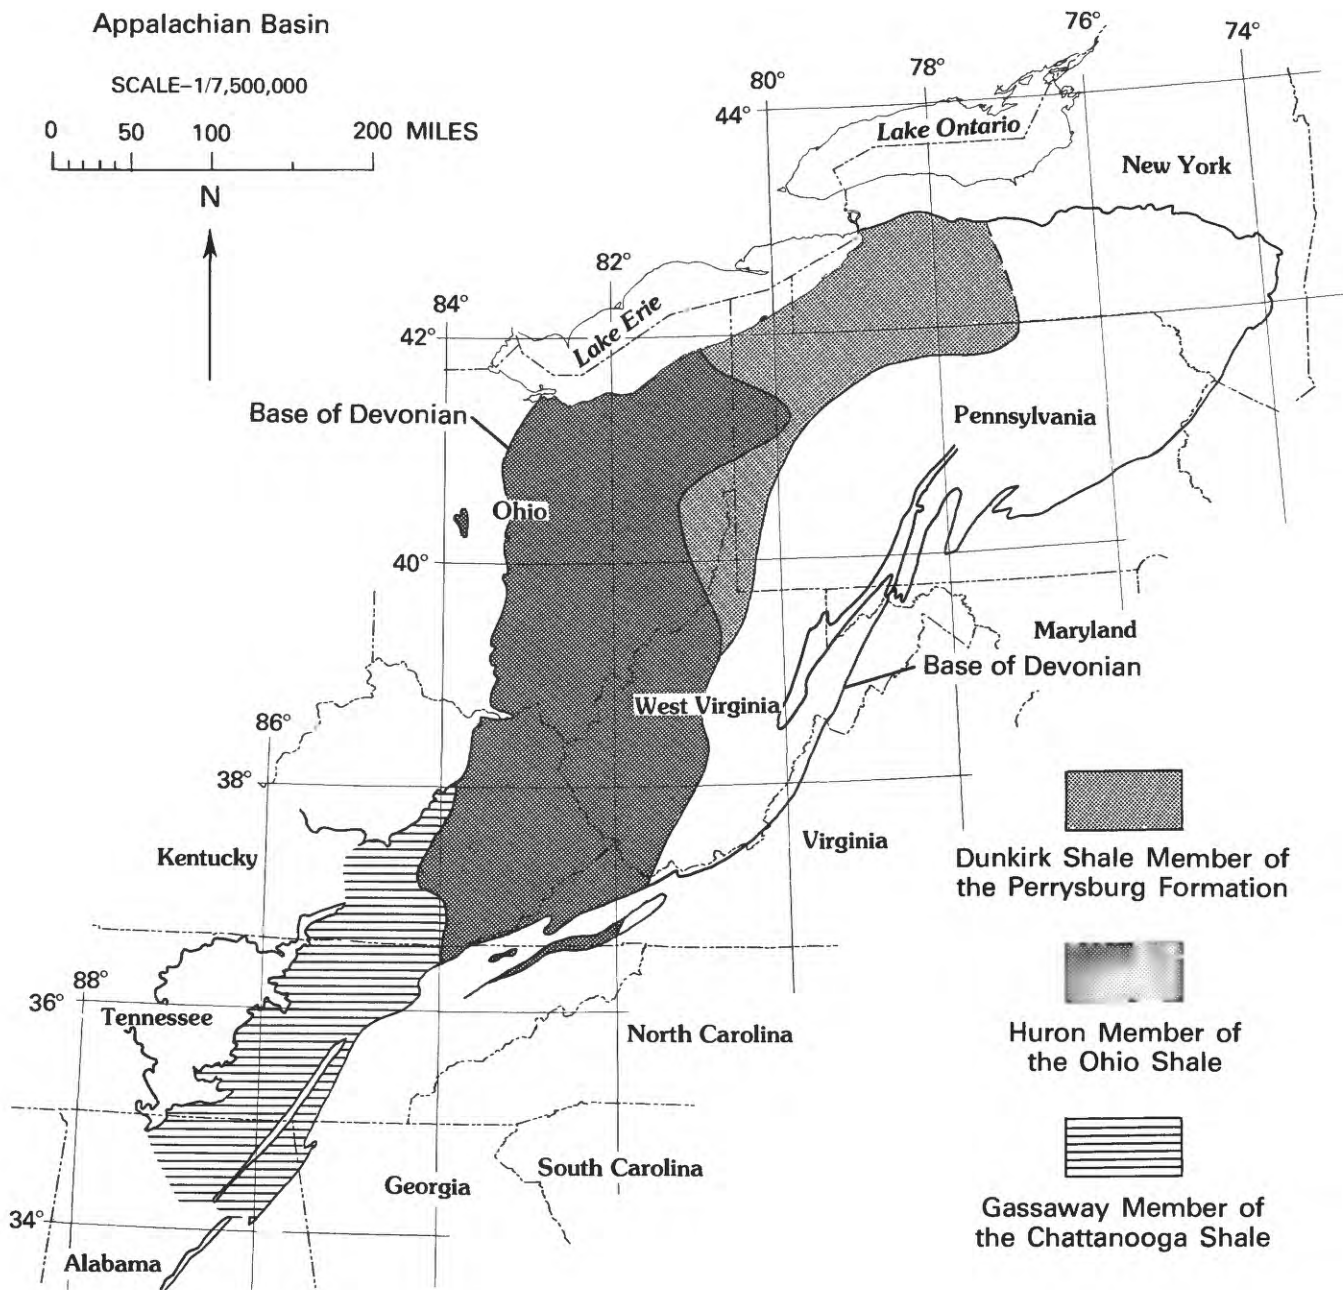 Appalachian Basin
SCALE-1/7,500,000
0 50 100 200 MILES
N
76°
74°
78°
80°
44°
Lake Ontario
New York
82°
84°
42°
Lake Erie
Base of Devonian
Pennsylvania
Ohio
40°
Maryland
Base of Devonian
West Virginia
86°
38°
Kentucky
Virginia
Dunkirk Shale Member of
the Perrysburg Formation
88°
36°
Tennessee
North Carolina
Huron Member of
the Ohio Shale
South Carolina
Georgia
34°
Alabama
Gassaway Member of
the Chattanooga Shale